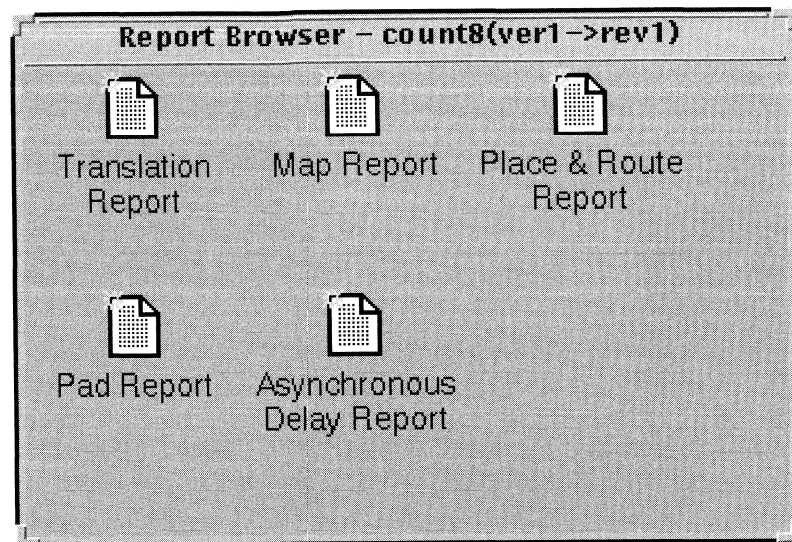 Report Browser – count8(ver1->rev1)
Translation Report
Map Report
Place & Route Report
Pad Report
Asynchronous Delay Report